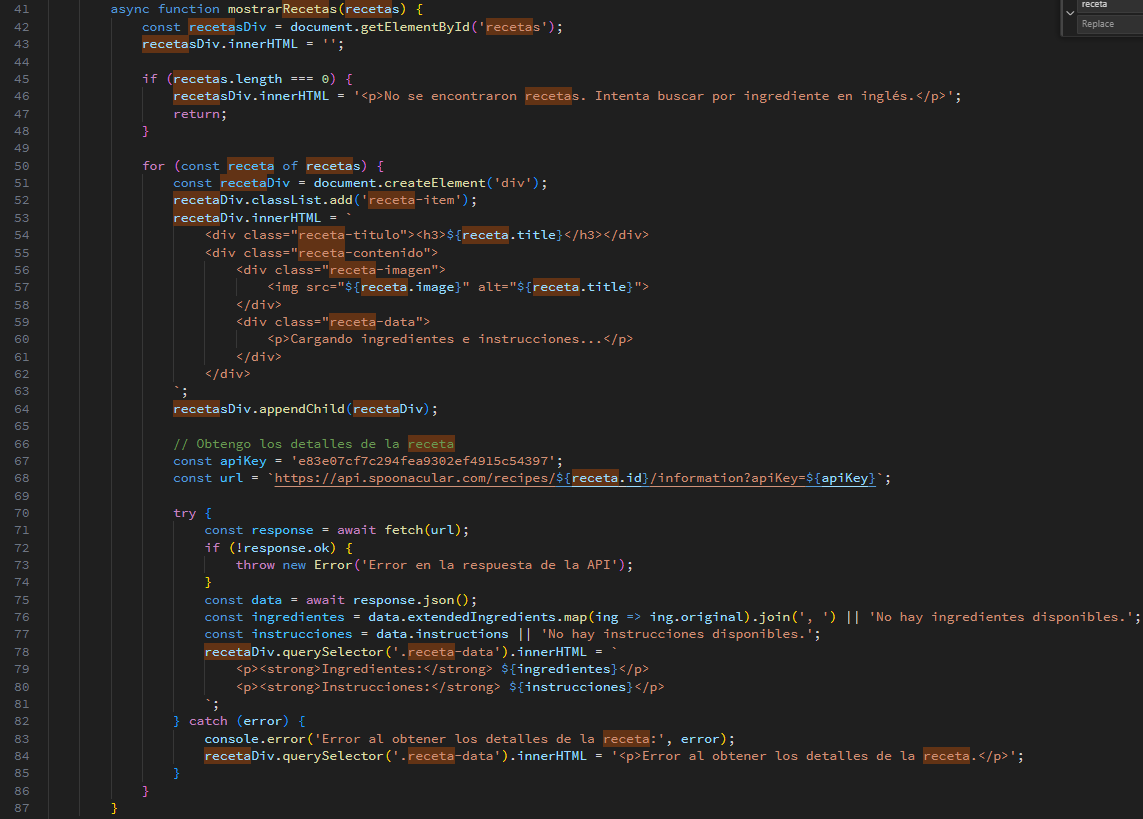 receta
Replace
41 async function mostrarRecetas(recetas) {
42 const recetasDiv = document.getElementById('recetas');
43 recetasDiv.innerHTML = '';
44
45 if (recetas.length === 0) {
46 recetasDiv.innerHTML = '<p>No se encontraron recetas. Intenta buscar por ingrediente en inglés.</p>';
47 return;
48 }
49
50 for (const receta of recetas) {
51 const recetaDiv = document.createElement('div');
52 recetaDiv.classList.add('receta-item');
53 recetaDiv.innerHTML = `
54 <div class="receta-titulo"><h3>${receta.title}</h3></div>
55 <div class="receta-contenido">
56 <div class="receta-imagen">
57 <img src="${receta.image}" alt="${receta.title}">
58 </div>
59 <div class="receta-data">
60 <p>Cargando ingredientes e instrucciones...</p>
61 </div>
62 </div>
63 `;
64 recetasDiv.appendChild(recetaDiv);
65
66 // Obtengo los detalles de la receta
67 const apiKey = 'e83e07cf7c294fea9302ef4915c54397';
68 const url = `https://api.spoonacular.com/recipes/${receta.id}/information?apiKey=${apiKey}`;
69
70 try {
71 const response = await fetch(url);
72 if (!response.ok) {
73 throw new Error('Error en la respuesta de la API');
74 }
75 const data = await response.json();
76 const ingredientes = data.extendedIngredients.map(ing => ing.original).join(', ') || 'No hay ingredientes disponibles.';
77 const instrucciones = data.instructions || 'No hay instrucciones disponibles.';
78 recetaDiv.querySelector('.receta-data').innerHTML = `
79 <p><strong>Ingredientes:</strong> ${ingredientes}</p>
80 <p><strong>Instrucciones:</strong> ${instrucciones}</p>
81 `;
82 } catch (error) {
83 console.error('Error al obtener los detalles de la receta:', error);
84 recetaDiv.querySelector('.receta-data').innerHTML = '<p>Error al obtener los detalles de la receta.</p>';
85 }
86 }
87 }